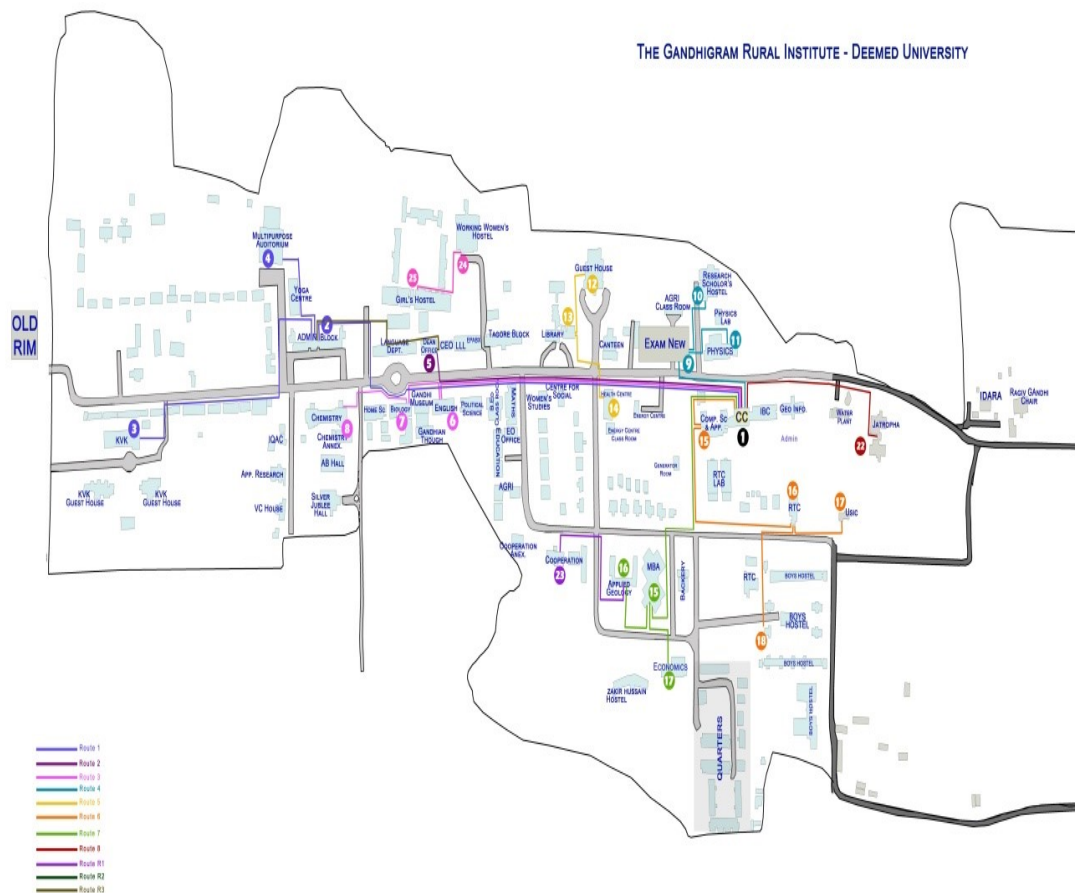 THE GANDHIGRAM RURAL INSTITUTE - DEEMED UNIVERSITY
OLD
RIM
MULTIPURPOSE
AUDITORIUM
4
YOGA
CENTRE
2
ADMIN BLOCK
WORKING WOMEN'S
HOSTEL
24
25
GIRL'S HOSTEL
LANGUAGE
DEPT.
DEAN
OFFICE
5
CEO LLL
EPABX
TAGORE BLOCK
GUEST HOUSE
12
13
LIBRARY
CANTEEN
AGRI
CLASS ROOM
EXAM NEW
RESEARCH
SCHOLOR'S
HOSTEL
10
PHYSICS
LAB
11
PHYSICS
9
IDARA
RAGIV GANDHI
CHAIR
3
KVK
KVK
GUEST HOUSE
KVK
GUEST HOUSE
IQAC
APP. RESEARCH
VC HOUSE
CHEMISTRY
CHEMISTRY
ANNEX.
8
AB HALL
SILVER
JUBLEE
HALL
HOME SC
BIOLOGY
7
GANDHI
MUSEUM
GANDHIAN
THOUGH
ENGLISH
6
POLITICAL
SCIENCE
MATHS
EDUCATION
EO
OFFICE
AGRI
WOMEN'S
STUDIES
CENTRE FOR
SOCIAL
HEALTH CENTRE
14
ENERGY CENTRE
ENERGY CENTRE
CLASS ROOM
GENERATOR
ROOM
COMP. SC
& APP.
15
CC
1
IBC
GEO INFO.
Admin
WATER
PLANT
JATROPHA
22
RTC
LAB
16
RTC
17
USIC
COOPERATION
ANEX.
COOPERATION
23
16
APPLIED
GEOLOGY
MBA
15
BACKERY
RTC
BOYS HOSTEL
BOYS
HOSTEL
18
BOYS HOSTEL
BOYS HOSTEL
ECONOMICS
17
ZAKIR HUSSAIN
HOSTEL
QUARTERS
Route 1
Route 2
Route 3
Route 4
Route 5
Route 6
Route 7
Route 8
Route R1
Route R2
Route R3